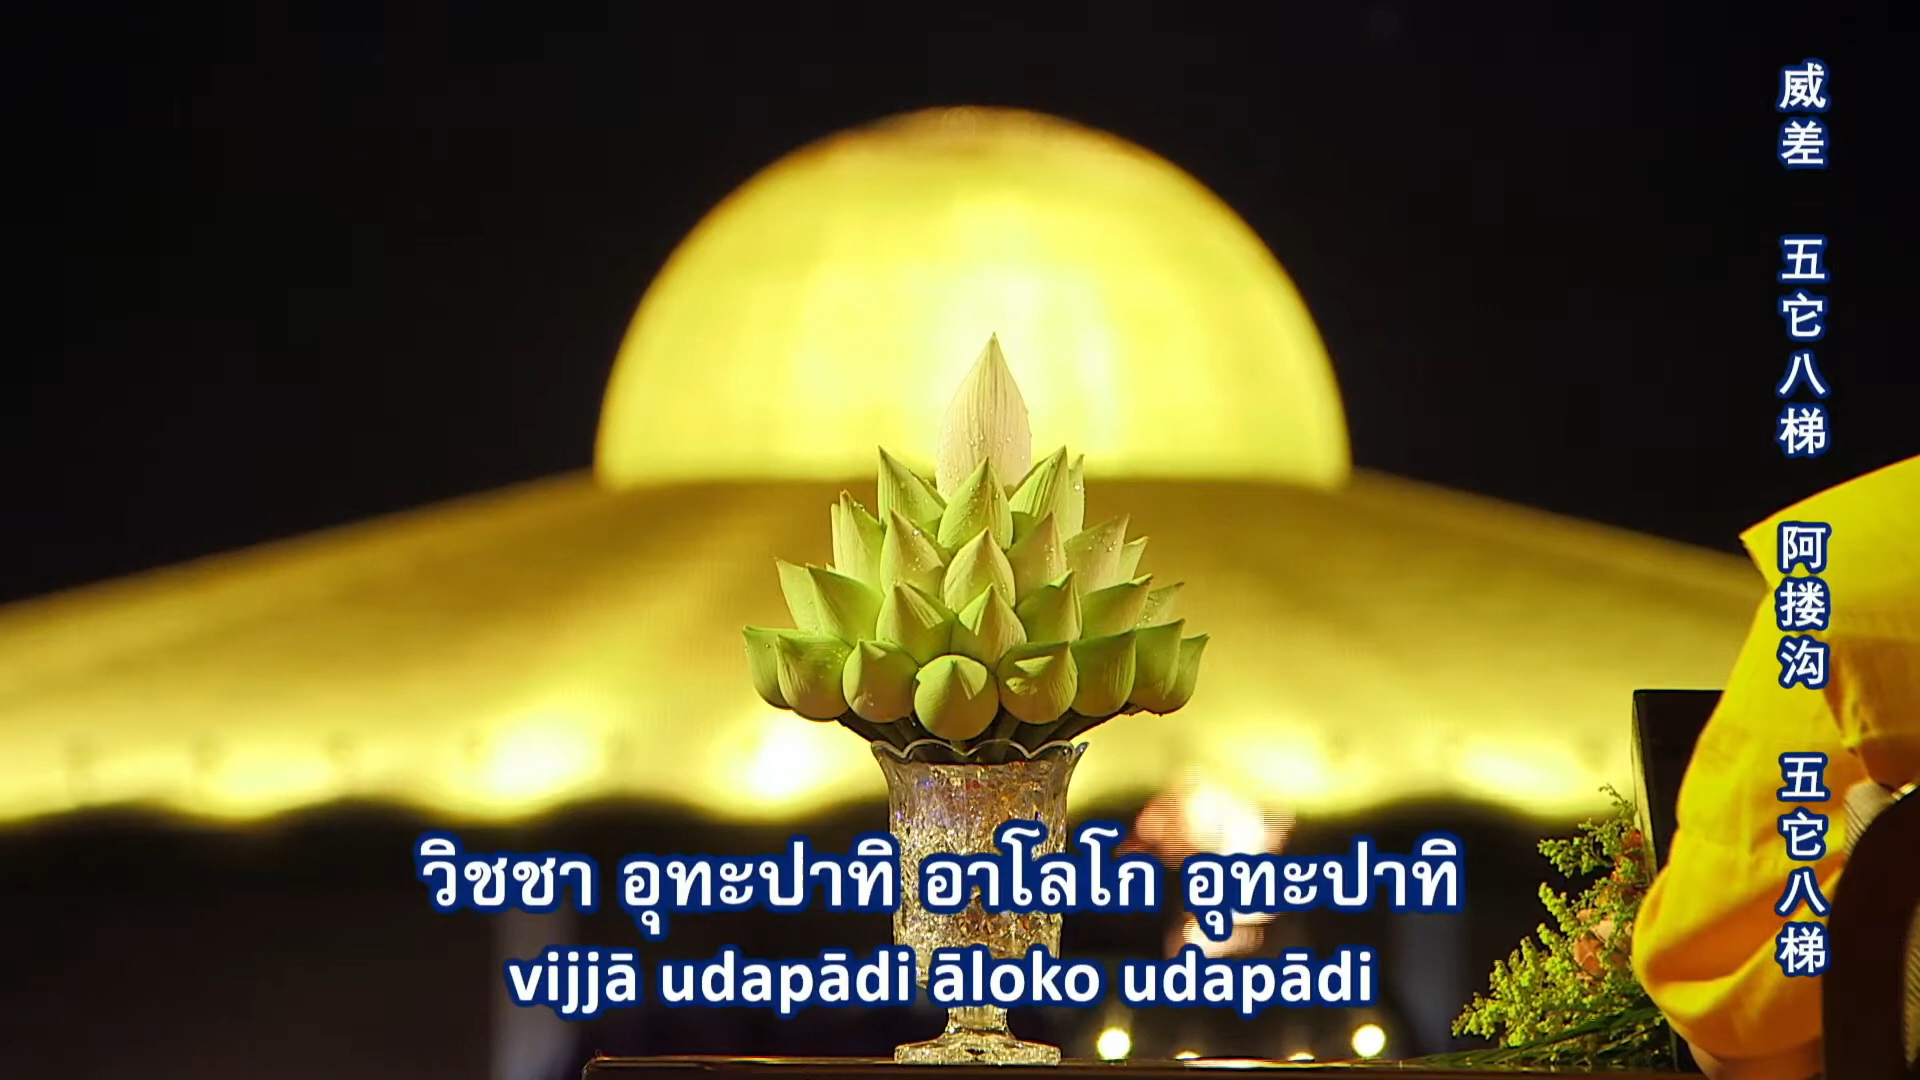 วิชชา อุทะปาทิ อาโลโก อุทะปาทิ
vijjā udapādi āloko udapādi
威差 五它八梯 阿搂沟 五它八梯